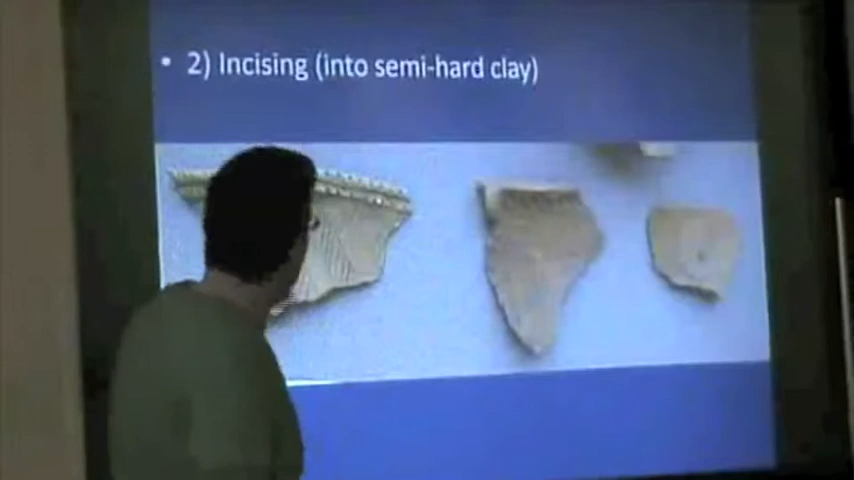 • 2) Incising (into semi-hard clay)